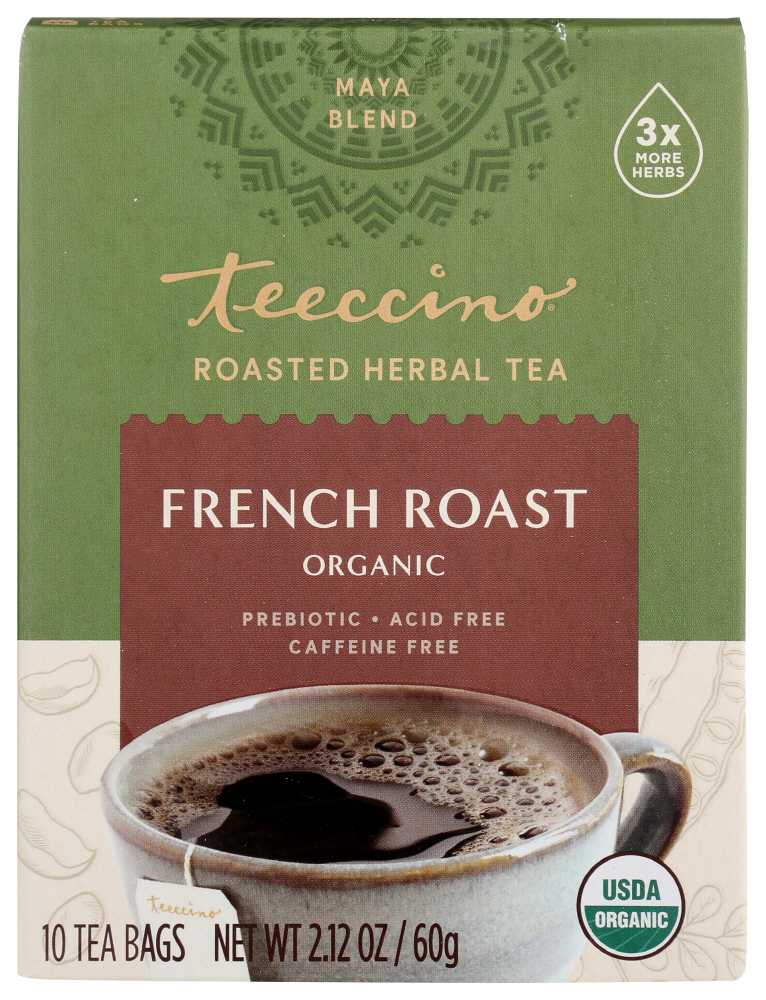 MAYA
BLEND
3x
MORE
HERBS
teeccino®
ROASTED HERBAL TEA
FRENCH ROAST
ORGANIC
PREBIOTIC • ACID FREE
CAFFEINE FREE
teeccino
USDA
ORGANIC
10 TEA BAGS NET WT 2.12 OZ / 60g